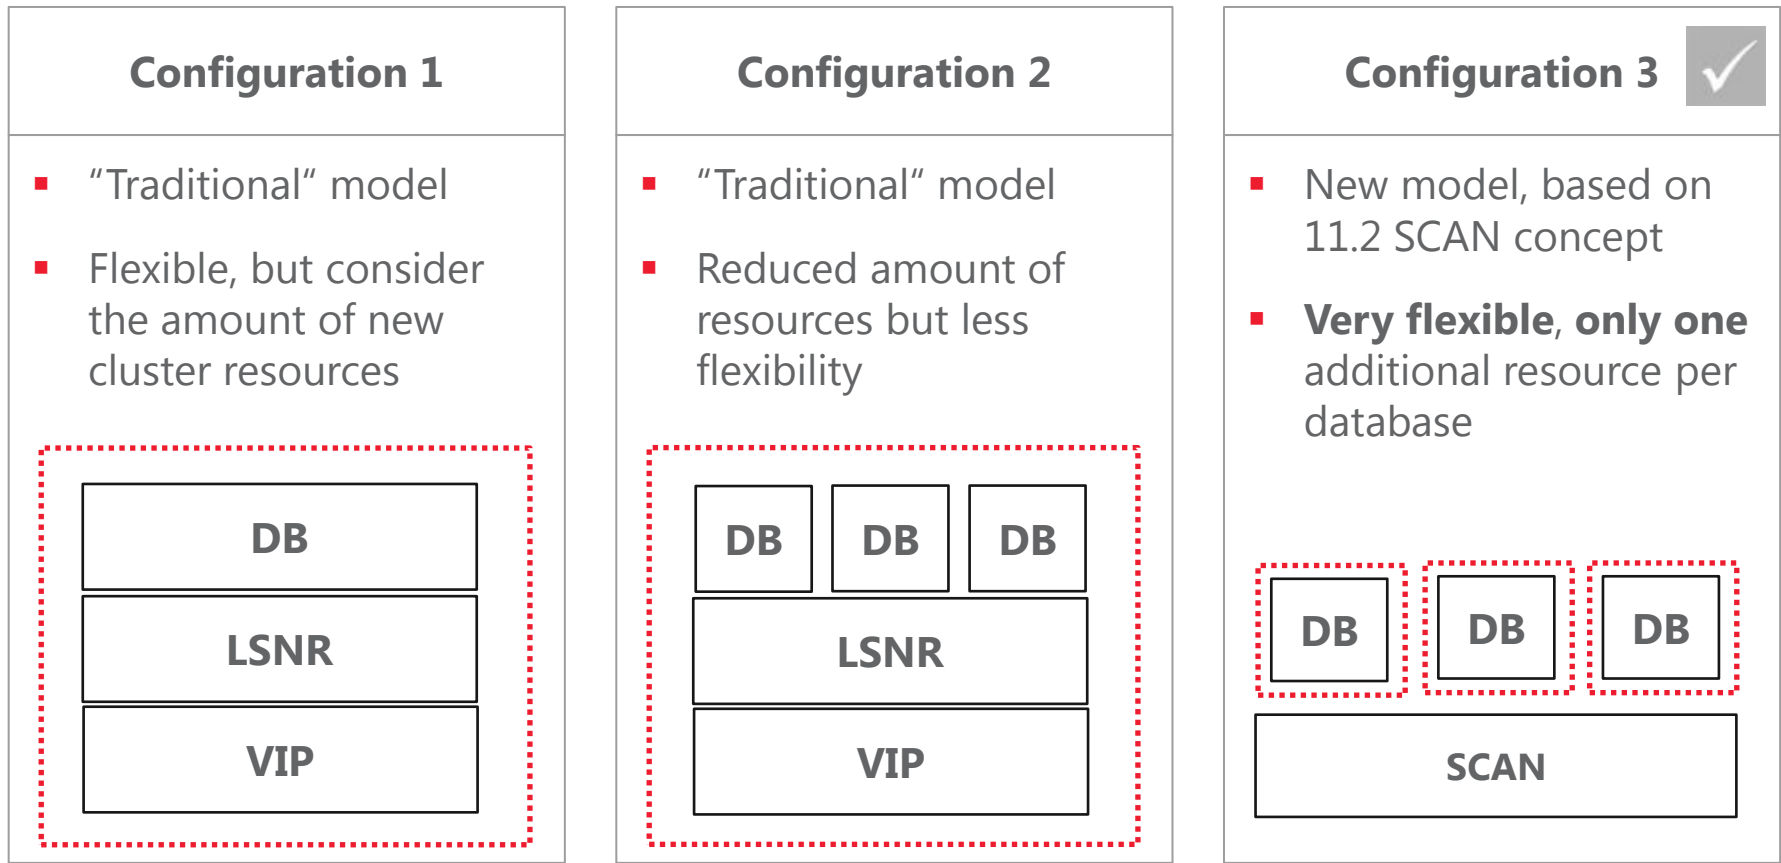 Configuration 1
▪ "Traditional“ model
▪ Flexible, but consider
the amount of new
cluster resources
DB
LSNR
VIP
Configuration 2
▪ "Traditional“ model
▪ Reduced amount of
resources but less
flexibility
DB DB DB
LSNR
VIP
Configuration 3
▪ New model, based on
11.2 SCAN concept
▪ Very flexible, only one
additional resource per
database
DB DB DB
SCAN